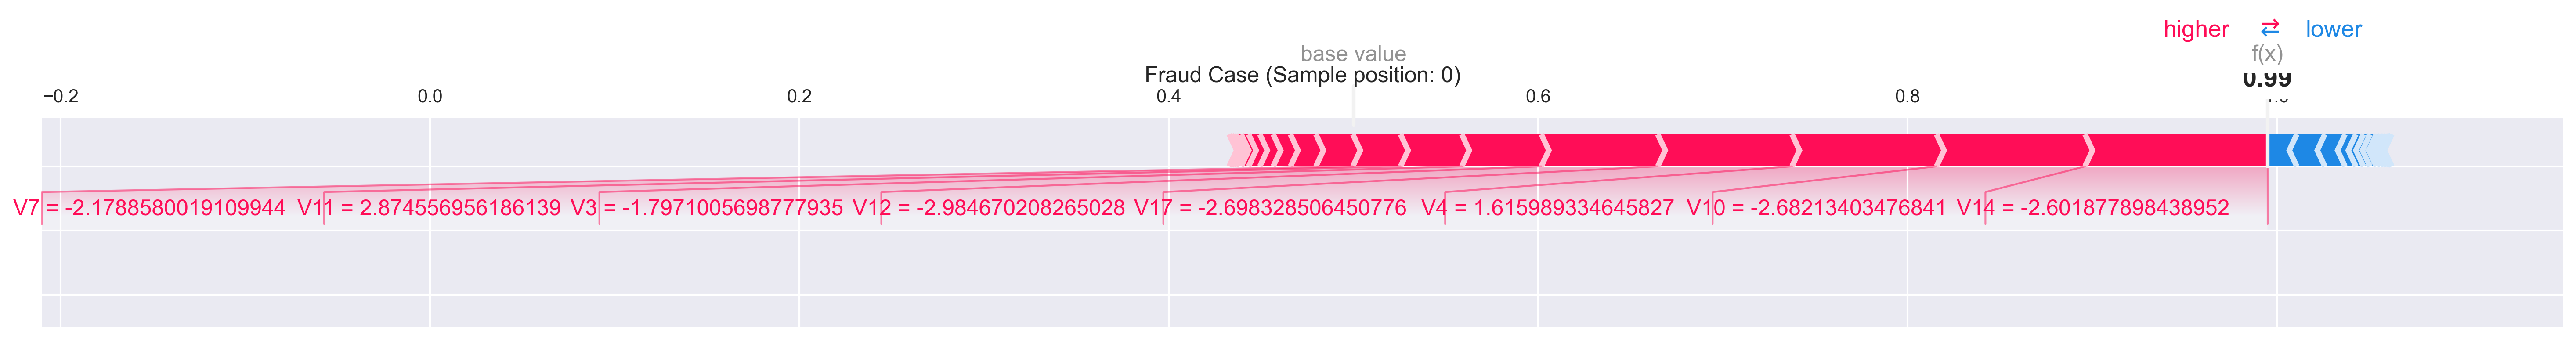 higher ⇄ lower
base value f(x)
Fraud Case (Sample position: 0) 0.99
−0.2 0.0 0.2 0.4 0.6 0.8 1.0
V7 = -2.1788580019109944 V11 = 2.874556956186139 V3 = -1.7971005698777935 V12 = -2.984670208265028 V17 = -2.698328506450776 V4 = 1.615989334645827 V10 = -2.68213403476841 V14 = -2.601877898438952